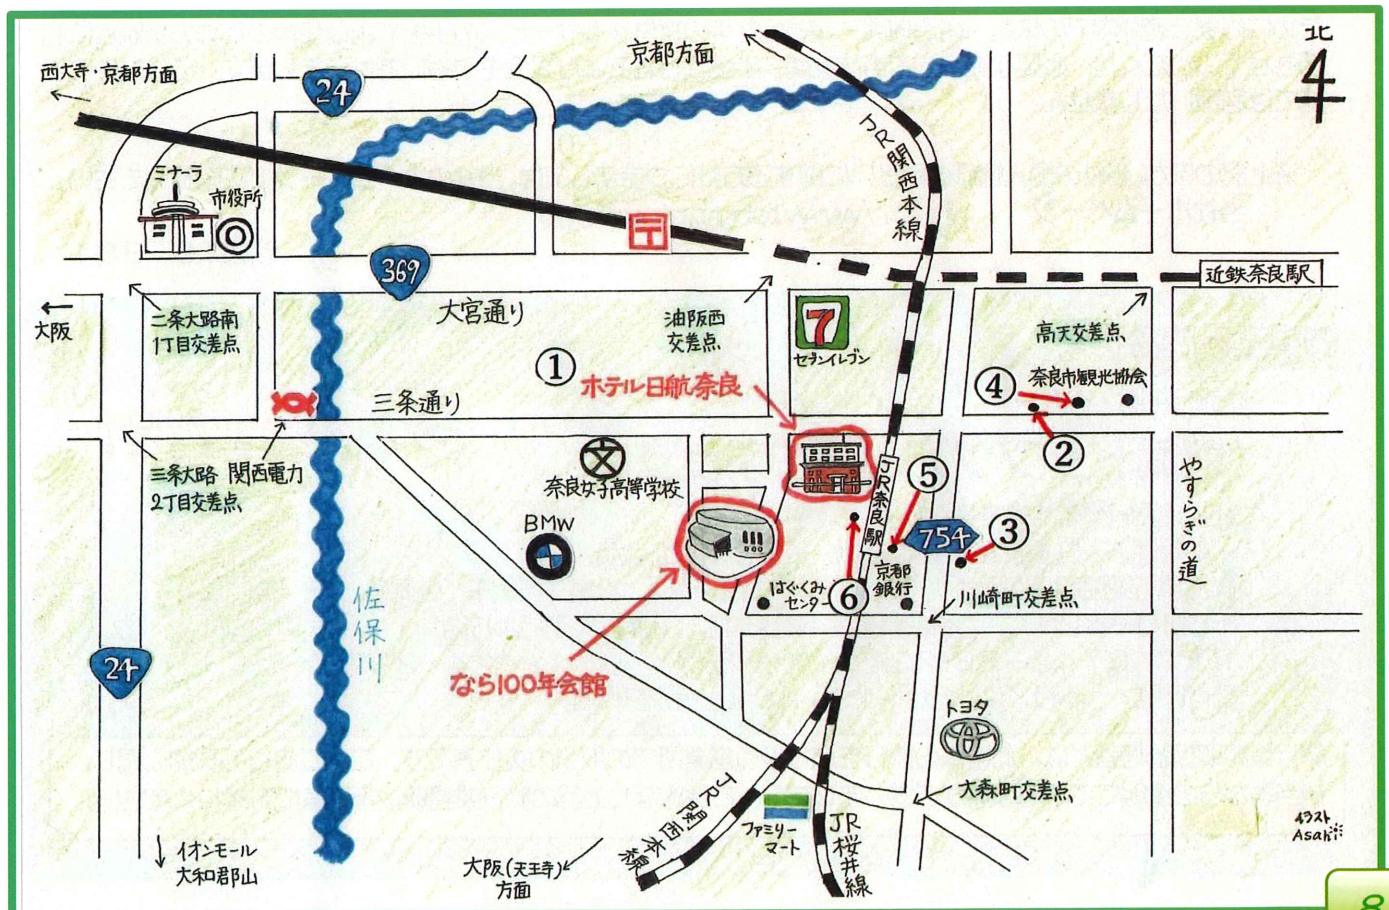 北
京都方面
西大寺・京都方面
24
JR関西本線
ミナーラ
市役所
〒
369
近鉄奈良駅
大阪
二条大路南
1丁目交差点
大宮通り
油阪西
交差点
7
セブンイレブン
高天交差点
①
ホテル日航奈良
④
奈良市観光協会
三条通り
②
三条大路
2丁目交差点
関西電力
奈良女子高等学校
BMW
JR奈良駅
⑤
754
③
やすらぎの道
はぐくみ
センター
⑥
京都
銀行
川崎町交差点
佐保川
なら100年会館
24
トヨタ
大森町交差点
JR関西本線
ファミリー
マート
JR桜井線
イオンモール
大和郡山
大阪(天王寺)
方面
イラスト
Asahi
8